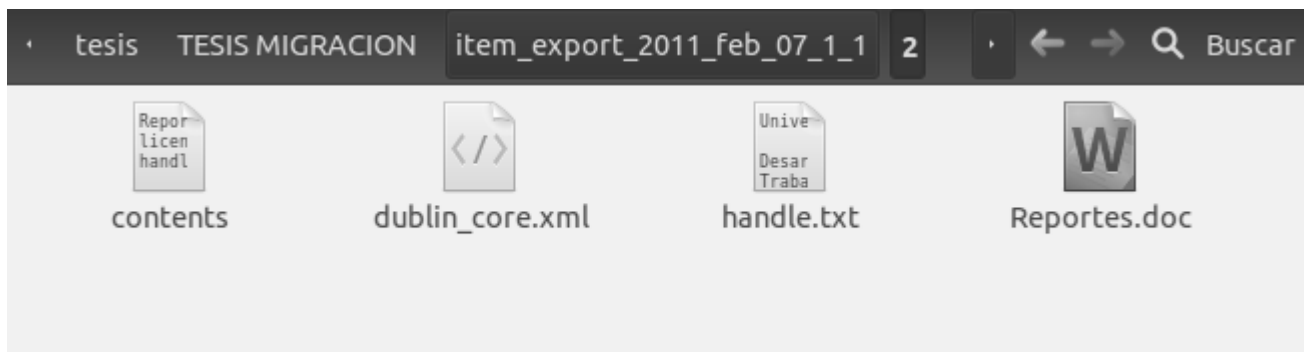 tesis TESIS MIGRACION item_export_2011_feb_07_1_1 2 Buscar
Repor
licen
handl
</>
Unive
Desar
Traba
W
contents dublin_core.xml handle.txt Reportes.doc